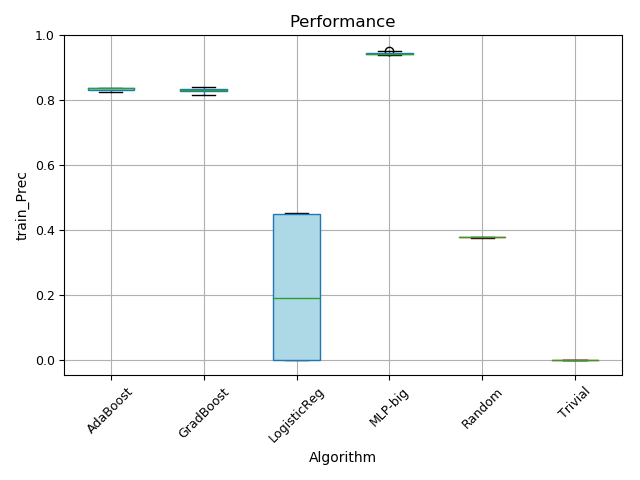 Performance
1.0
0.8
0.6
0.4
0.2
0.0
train_Prec
AdaBoost
GradBoost
LogisticReg
MLP-big
Random
Trivial
Algorithm